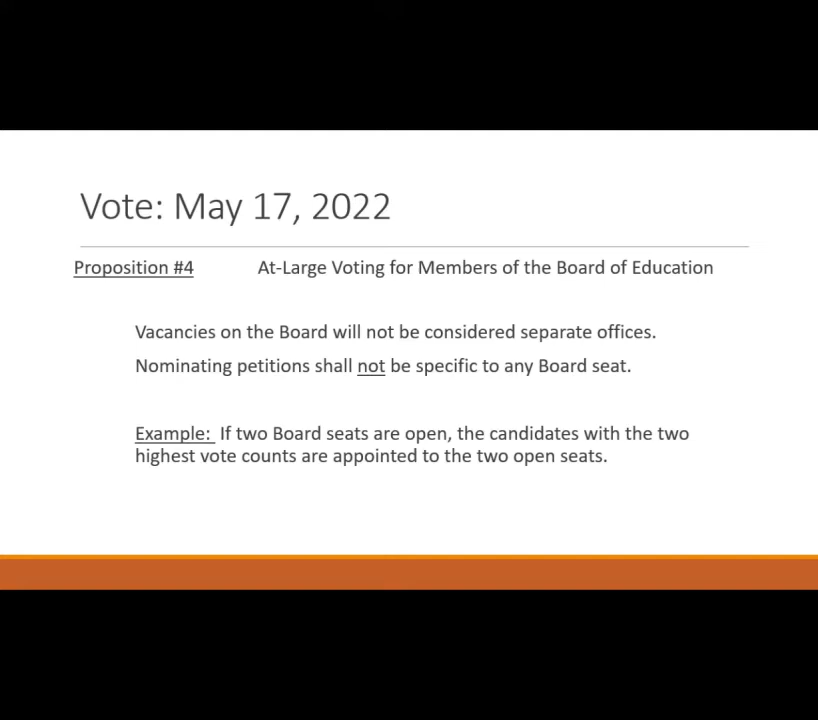 Vote: May 17, 2022
Proposition #4 At-Large Voting for Members of the Board of Education
Vacancies on the Board will not be considered separate offices.
Nominating petitions shall not be specific to any Board seat.
Example: If two Board seats are open, the candidates with the two
highest vote counts are appointed to the two open seats.